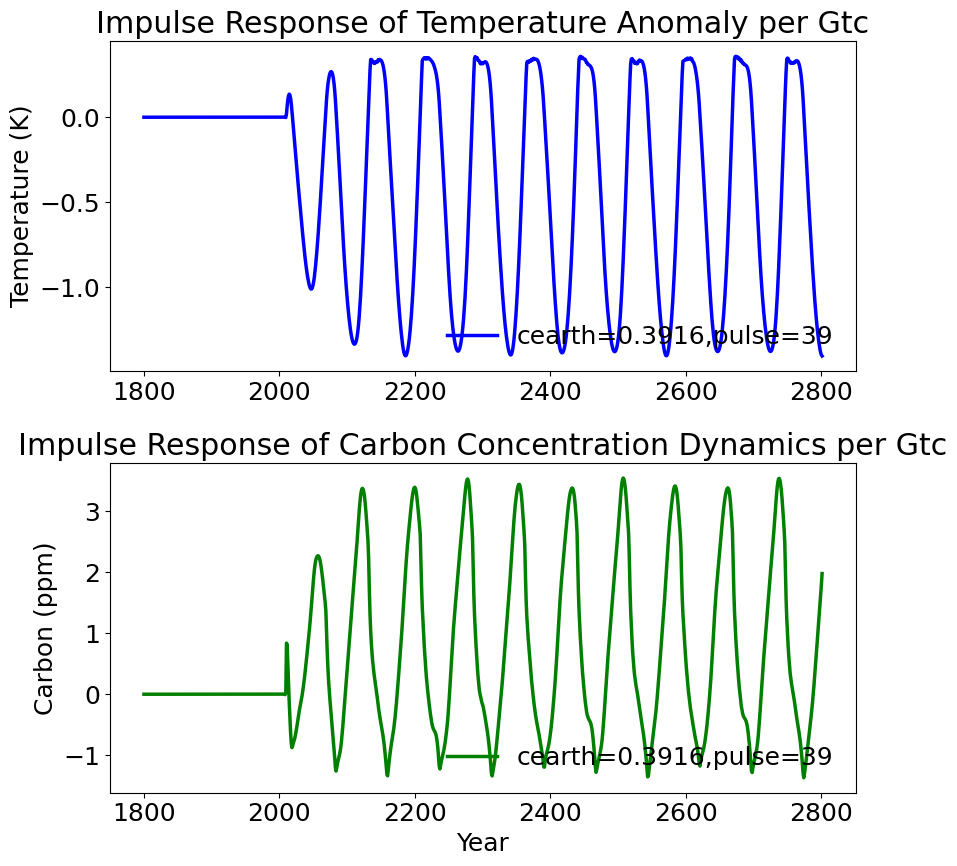 Impulse Response of Temperature Anomaly per Gtc
Temperature (K)
0.0
−0.5
−1.0
cearth=0.3916,pulse=39
1800 2000 2200 2400 2600 2800
Impulse Response of Carbon Concentration Dynamics per Gtc
Carbon (ppm)
3
2
1
0
−1
cearth=0.3916,pulse=39
1800 2000 2200 2400 2600 2800
Year